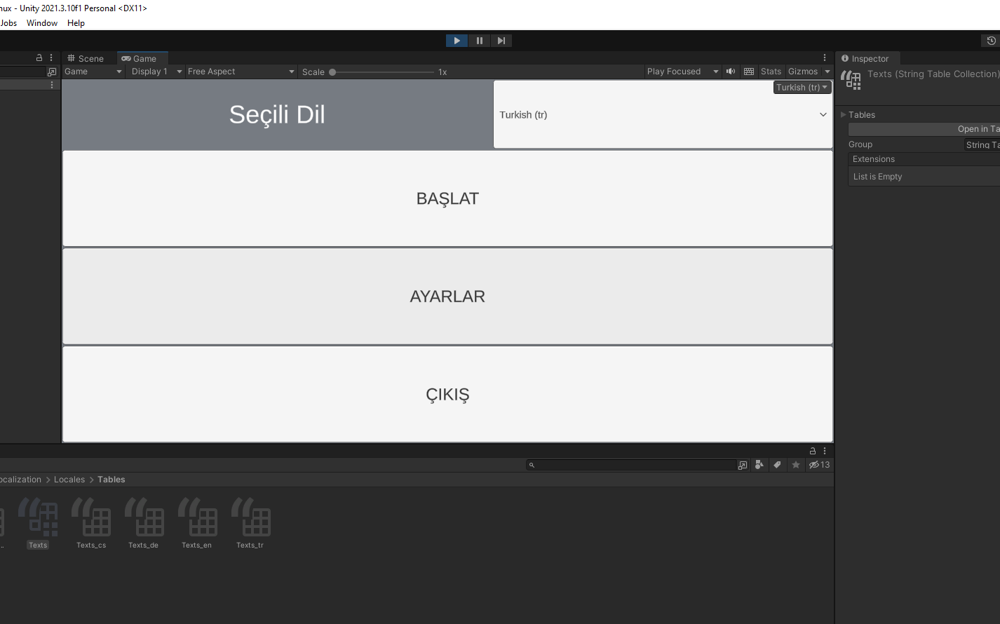 nux - Unity 2021.3.10f1 Personal <DX11>
Jobs Window Help
Scene Game
Inspector
Game Display 1 Free Aspect Scale 1x Play Focused Stats Gizmos
Texts (String Table Collection)
Turkish (tr)
Seçili Dil
Turkish (tr)
Tables
Open in Ta
Group String Ta
Extensions
List is Empty
BAŞLAT
AYARLAR
ÇIKIŞ
13
ocalization > Locales > Tables
.. Texts Texts_cs Texts_de Texts_en Texts_tr